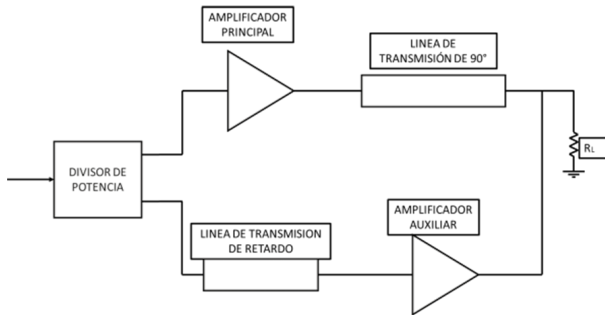 AMPLIFICADOR
PRINCIPAL
LINEA DE
TRANSMISIÓN DE 90°
DIVISOR DE
POTENCIA
RL
LINEA DE TRANSMISION
DE RETARDO
AMPLIFICADOR
AUXILIAR